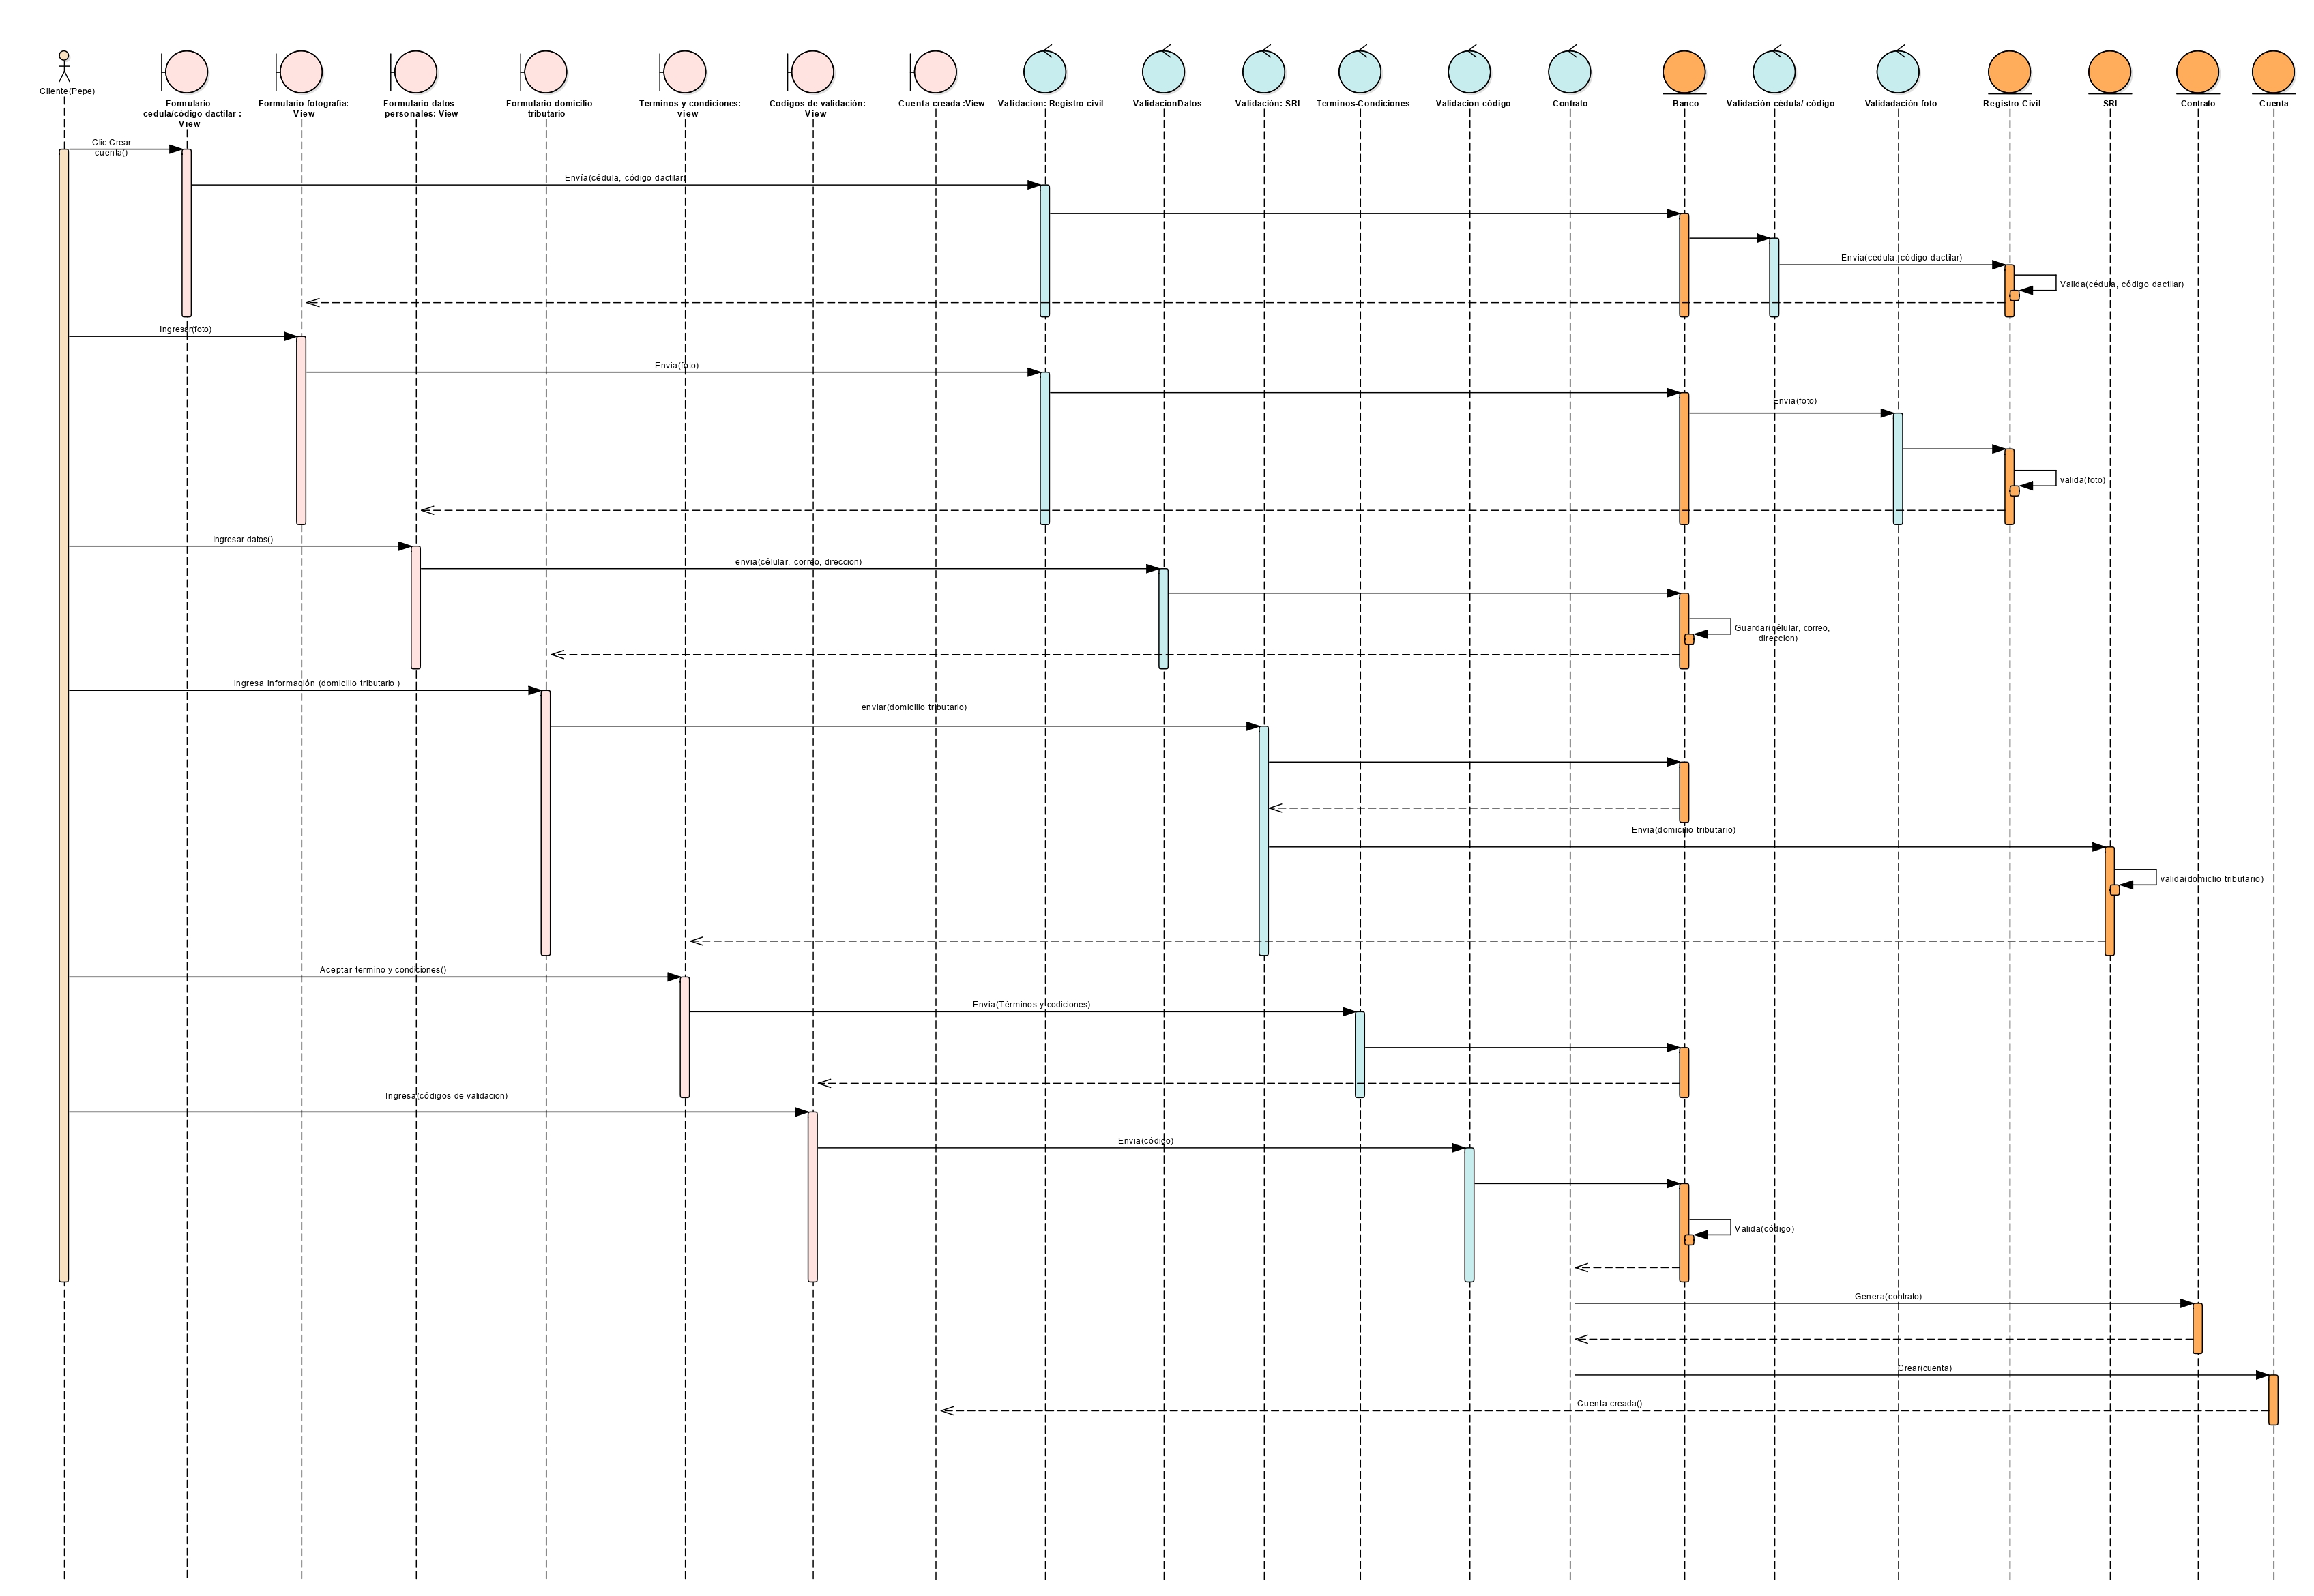 Cliente(Pepe)
Formulario
cedula/código dactilar :
View
Formulario fotografía:
View
Formulario datos
personales: View
Formulario domicilio
tributario
Terminos y condiciones:
view
Codigos de validación:
View
Cuenta creada :View
Validacion: Registro civil
ValidacionDatos
Validación: SRI
Terminos-Condiciones
Validacion código
Contrato
Banco
Validación cédula/ código
Validadación foto
Registro Civil
SRI
Contrato
Cuenta
Clic Crear
cuenta()
Envía(cédula, código dactilar)
Envia(cédula, código dactilar)
Valida(cédula, código dactilar)
Ingresar(foto)
Envia(foto)
Envia(foto)
valida(foto)
Ingresar datos()
envia(célular, correo, direccion)
Guardar(célular, correo,
direccion)
ingresa información (domicilio tributario )
enviar(domicilio tributario)
Envia(domicilio tributario)
valida(domiclio tributario)
Aceptar termino y condiciones()
Envia(Términos y codiciones)
Ingresa(códigos de validacion)
Envia(código)
Valida(código)
Genera(contrato)
Crear(cuenta)
Cuenta creada()